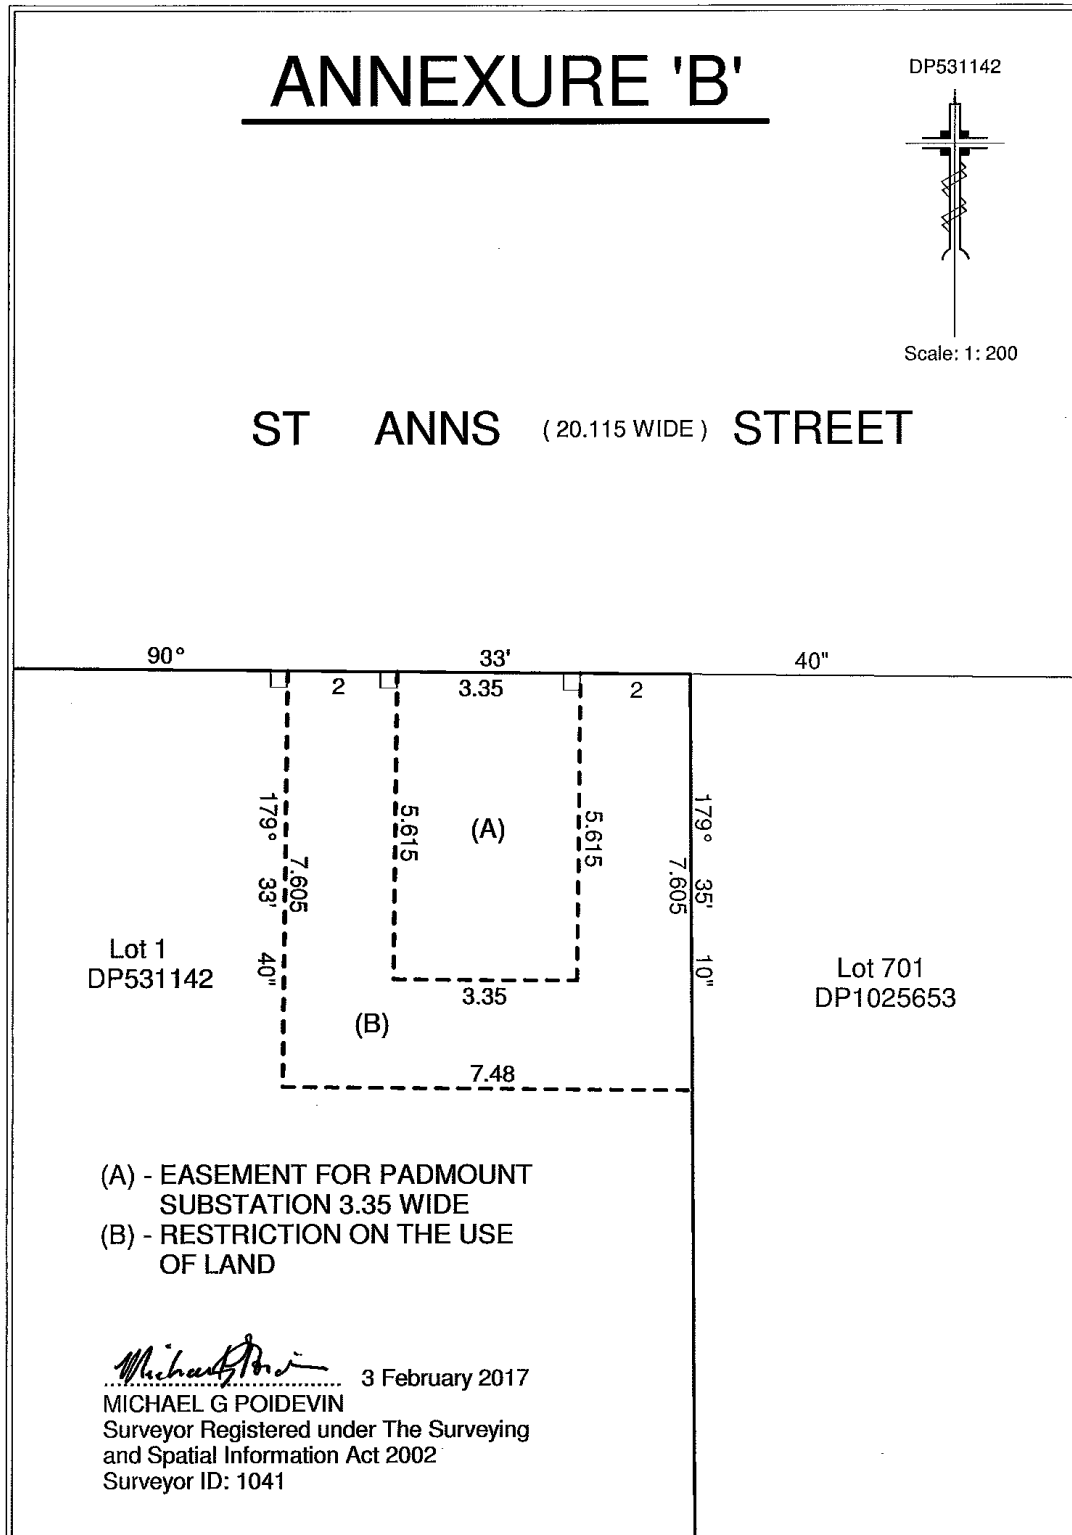 ANNEXURE 'B'
DP531142
Scale: 1: 200
ST ANNS ( 20.115 WIDE ) STREET
90° 33' 40"
2 3.35 2
179° 33' 40"
7.605
5.615
(A)
5.615
7.605
179° 35' 10"
Lot 1
DP531142
3.35
Lot 701
DP1025653
(B)
7.48
(A) - EASEMENT FOR PADMOUNT
SUBSTATION 3.35 WIDE
(B) - RESTRICTION ON THE USE
OF LAND
3 February 2017
MICHAEL G POIDEVIN
Surveyor Registered under The Surveying
and Spatial Information Act 2002
Surveyor ID: 1041